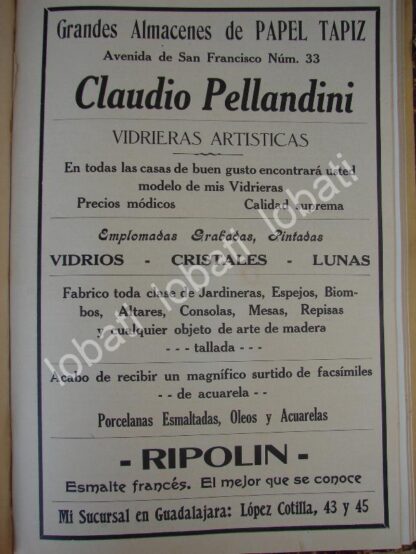 Grandes Almacenes de PAPEL TAPIZ
Avenida de San Francisco Núm. 33
Claudio Pellandini
VIDRIERAS ARTISTICAS
En todas las casas de buen gusto encontrará usted
modelo de mis Vidrieras
Precios módicos Calidad suprema
Emplomadas Grabadas, Pintadas
VIDRIOS - CRISTALES - LUNAS
Fabrico toda clase de Jardineras, Espejos, Biom-
bos, Altares, Consolas, Mesas, Repisas
y cualquier objeto de arte de madera
- - - tallada - - -
Acabo de recibir un magnífico surtido de facsímiles
- - de acuarela - -
Porcelanas Esmaltadas, Oleos y Acuarelas
- RIPOLIN -
Esmalte francés. El mejor que se conoce
Mi Sucursal en Guadalajara: López Cotilla, 43 y 45
lobati lobati lobati lobati